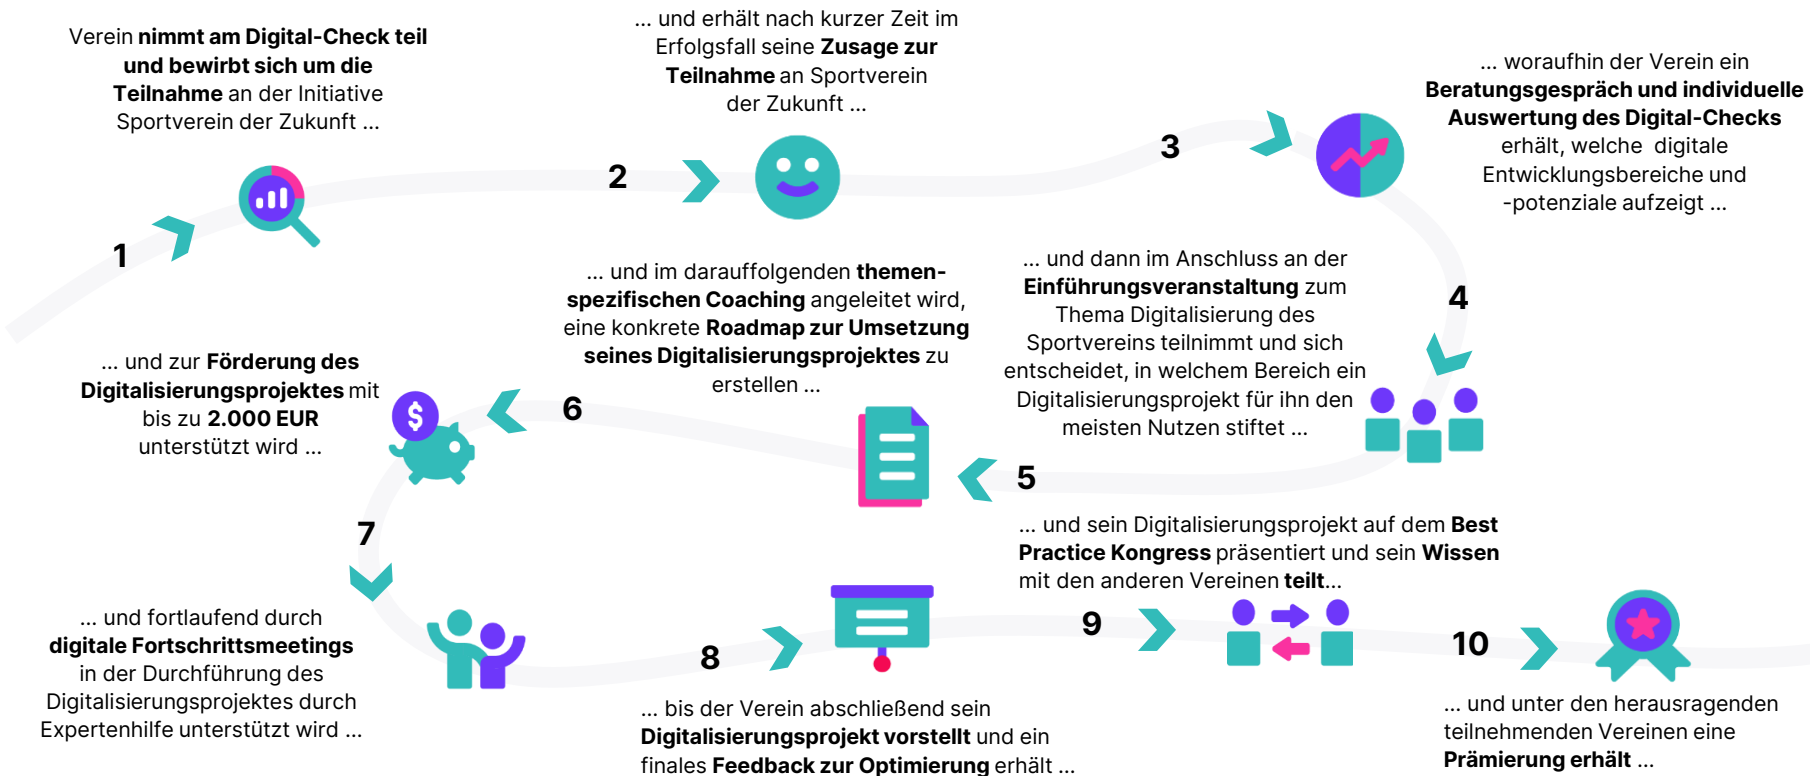 1
Verein nimmt am Digital-Check teil
und bewirbt sich um die
Teilnahme an der Initiative
Sportverein der Zukunft ...
2
... und erhält nach kurzer Zeit im
Erfolgsfall seine Zusage zur
Teilnahme an Sportverein
der Zukunft ...
3
... woraufhin der Verein ein
Beratungsgespräch und individuelle
Auswertung des Digital-Checks
erhält, welche digitale
Entwicklungsbereiche und
-potenziale aufzeigt ...
4
... und dann im Anschluss an der
Einführungsveranstaltung zum
Thema Digitalisierung des
Sportvereins teilnimmt und sich
entscheidet, in welchem Bereich ein
Digitalisierungsprojekt für ihn den
meisten Nutzen stiftet ...
5
... und im darauffolgenden themen-
spezifischen Coaching angeleitet wird,
eine konkrete Roadmap zur Umsetzung
seines Digitalisierungsprojektes zu
erstellen ...
6
... und zur Förderung des
Digitalisierungsprojektes mit
bis zu 2.000 EUR
unterstützt wird ...
$
7
... und fortlaufend durch
digitale Fortschrittsmeetings
in der Durchführung des
Digitalisierungsprojektes durch
Expertenhilfe unterstützt wird ...
8
... bis der Verein abschließend sein
Digitalisierungsprojekt vorstellt und ein
finales Feedback zur Optimierung erhält ...
9
... und sein Digitalisierungsprojekt auf dem Best
Practice Kongress präsentiert und sein Wissen
mit den anderen Vereinen teilt...
10
... und unter den herausragenden
teilnehmenden Vereinen eine
Prämierung erhält ...